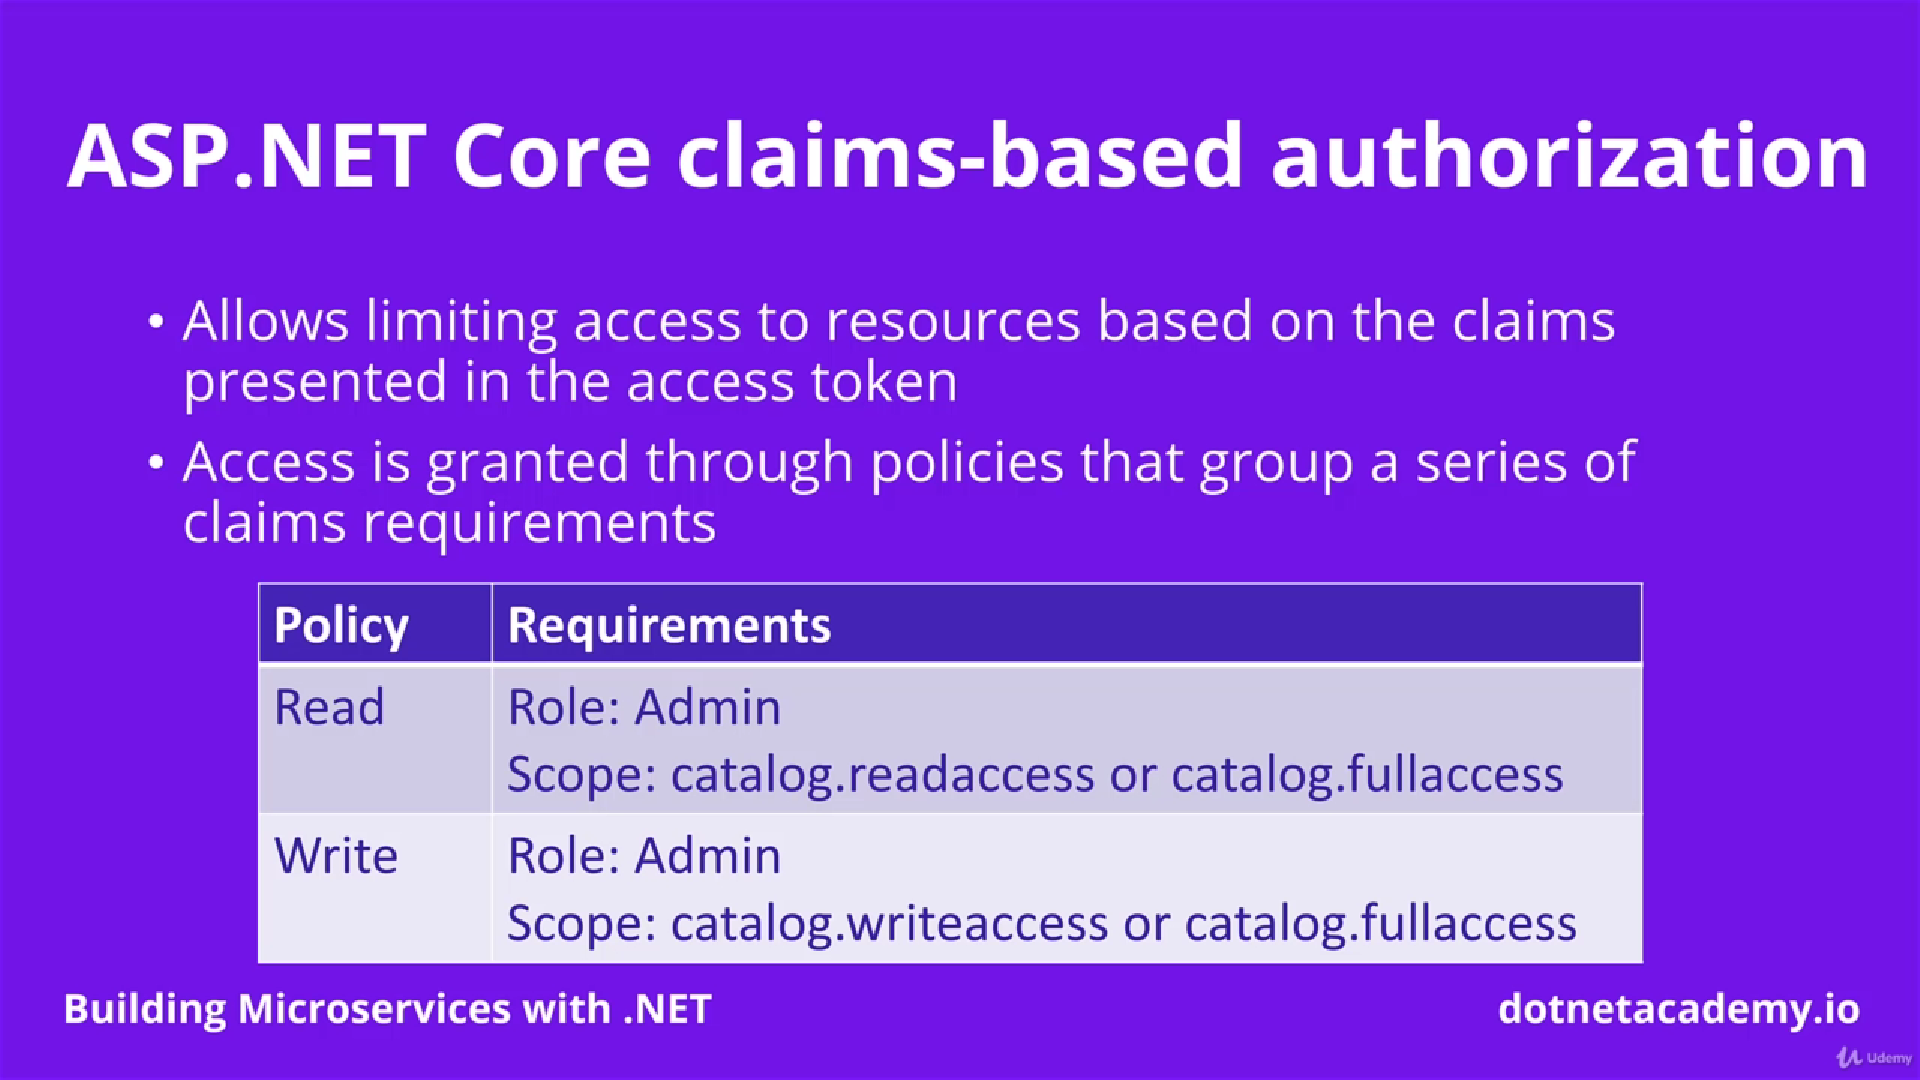 ASP.NET Core claims-based authorization
• Allows limiting access to resources based on the claims
presented in the access token
• Access is granted through policies that group a series of
claims requirements
Policy Requirements
Read Role: Admin
Scope: catalog.readaccess or catalog.fullaccess
Write Role: Admin
Scope: catalog.writeaccess or catalog.fullaccess
Building Microservices with .NET
dotnetacademy.io
Udemy